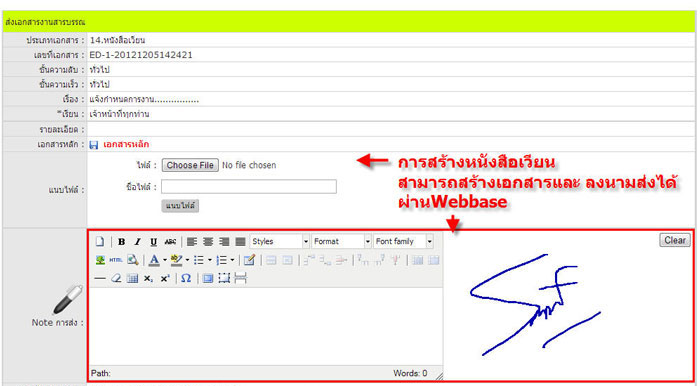 ส่งเอกสารงานสารบรรณ
ประเภทเอกสาร : 14.หนังสือเวียน
เลขที่เอกสาร : ED-1-20121205142421
ชั้นความลับ : ทั่วไป
ชั้นความเร็ว : ทั่วไป
เรื่อง : แจ้งกำหนดการงาน................
*เรียน : เจ้าหน้าที่ทุกท่าน
รายละเอียด :
เอกสารหลัก : เอกสารหลัก
แนบไฟล์ :
ไฟล์ : Choose File No file chosen
ชื่อไฟล์ :
แนบไฟล์
การสร้างหนังสือเวียน
สามารถสร้างเอกสารและ ลงนามส่งได้
ผ่านWebbase
B I U ABC Styles Format Font family
HTML A ab
x₂ x² Ω
Clear
Note การส่ง :
Path: Words: 0